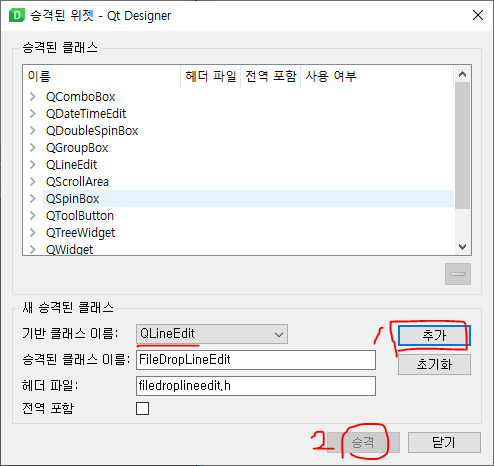 승격된 위젯 - Qt Designer
승격된 클래스
이름 헤더 파일 전역 포함 사용 여부
QComboBox
QDateTimeEdit
QDoubleSpinBox
QGroupBox
QLineEdit
QScrollArea
QSpinBox
QToolButton
QTreeWidget
QWidget
새 승격된 클래스
기반 클래스 이름: QLineEdit 1 추가
승격된 클래스 이름: FileDropLineEdit 초기화
헤더 파일: filedroplineedit.h
전역 포함
2 승격 닫기